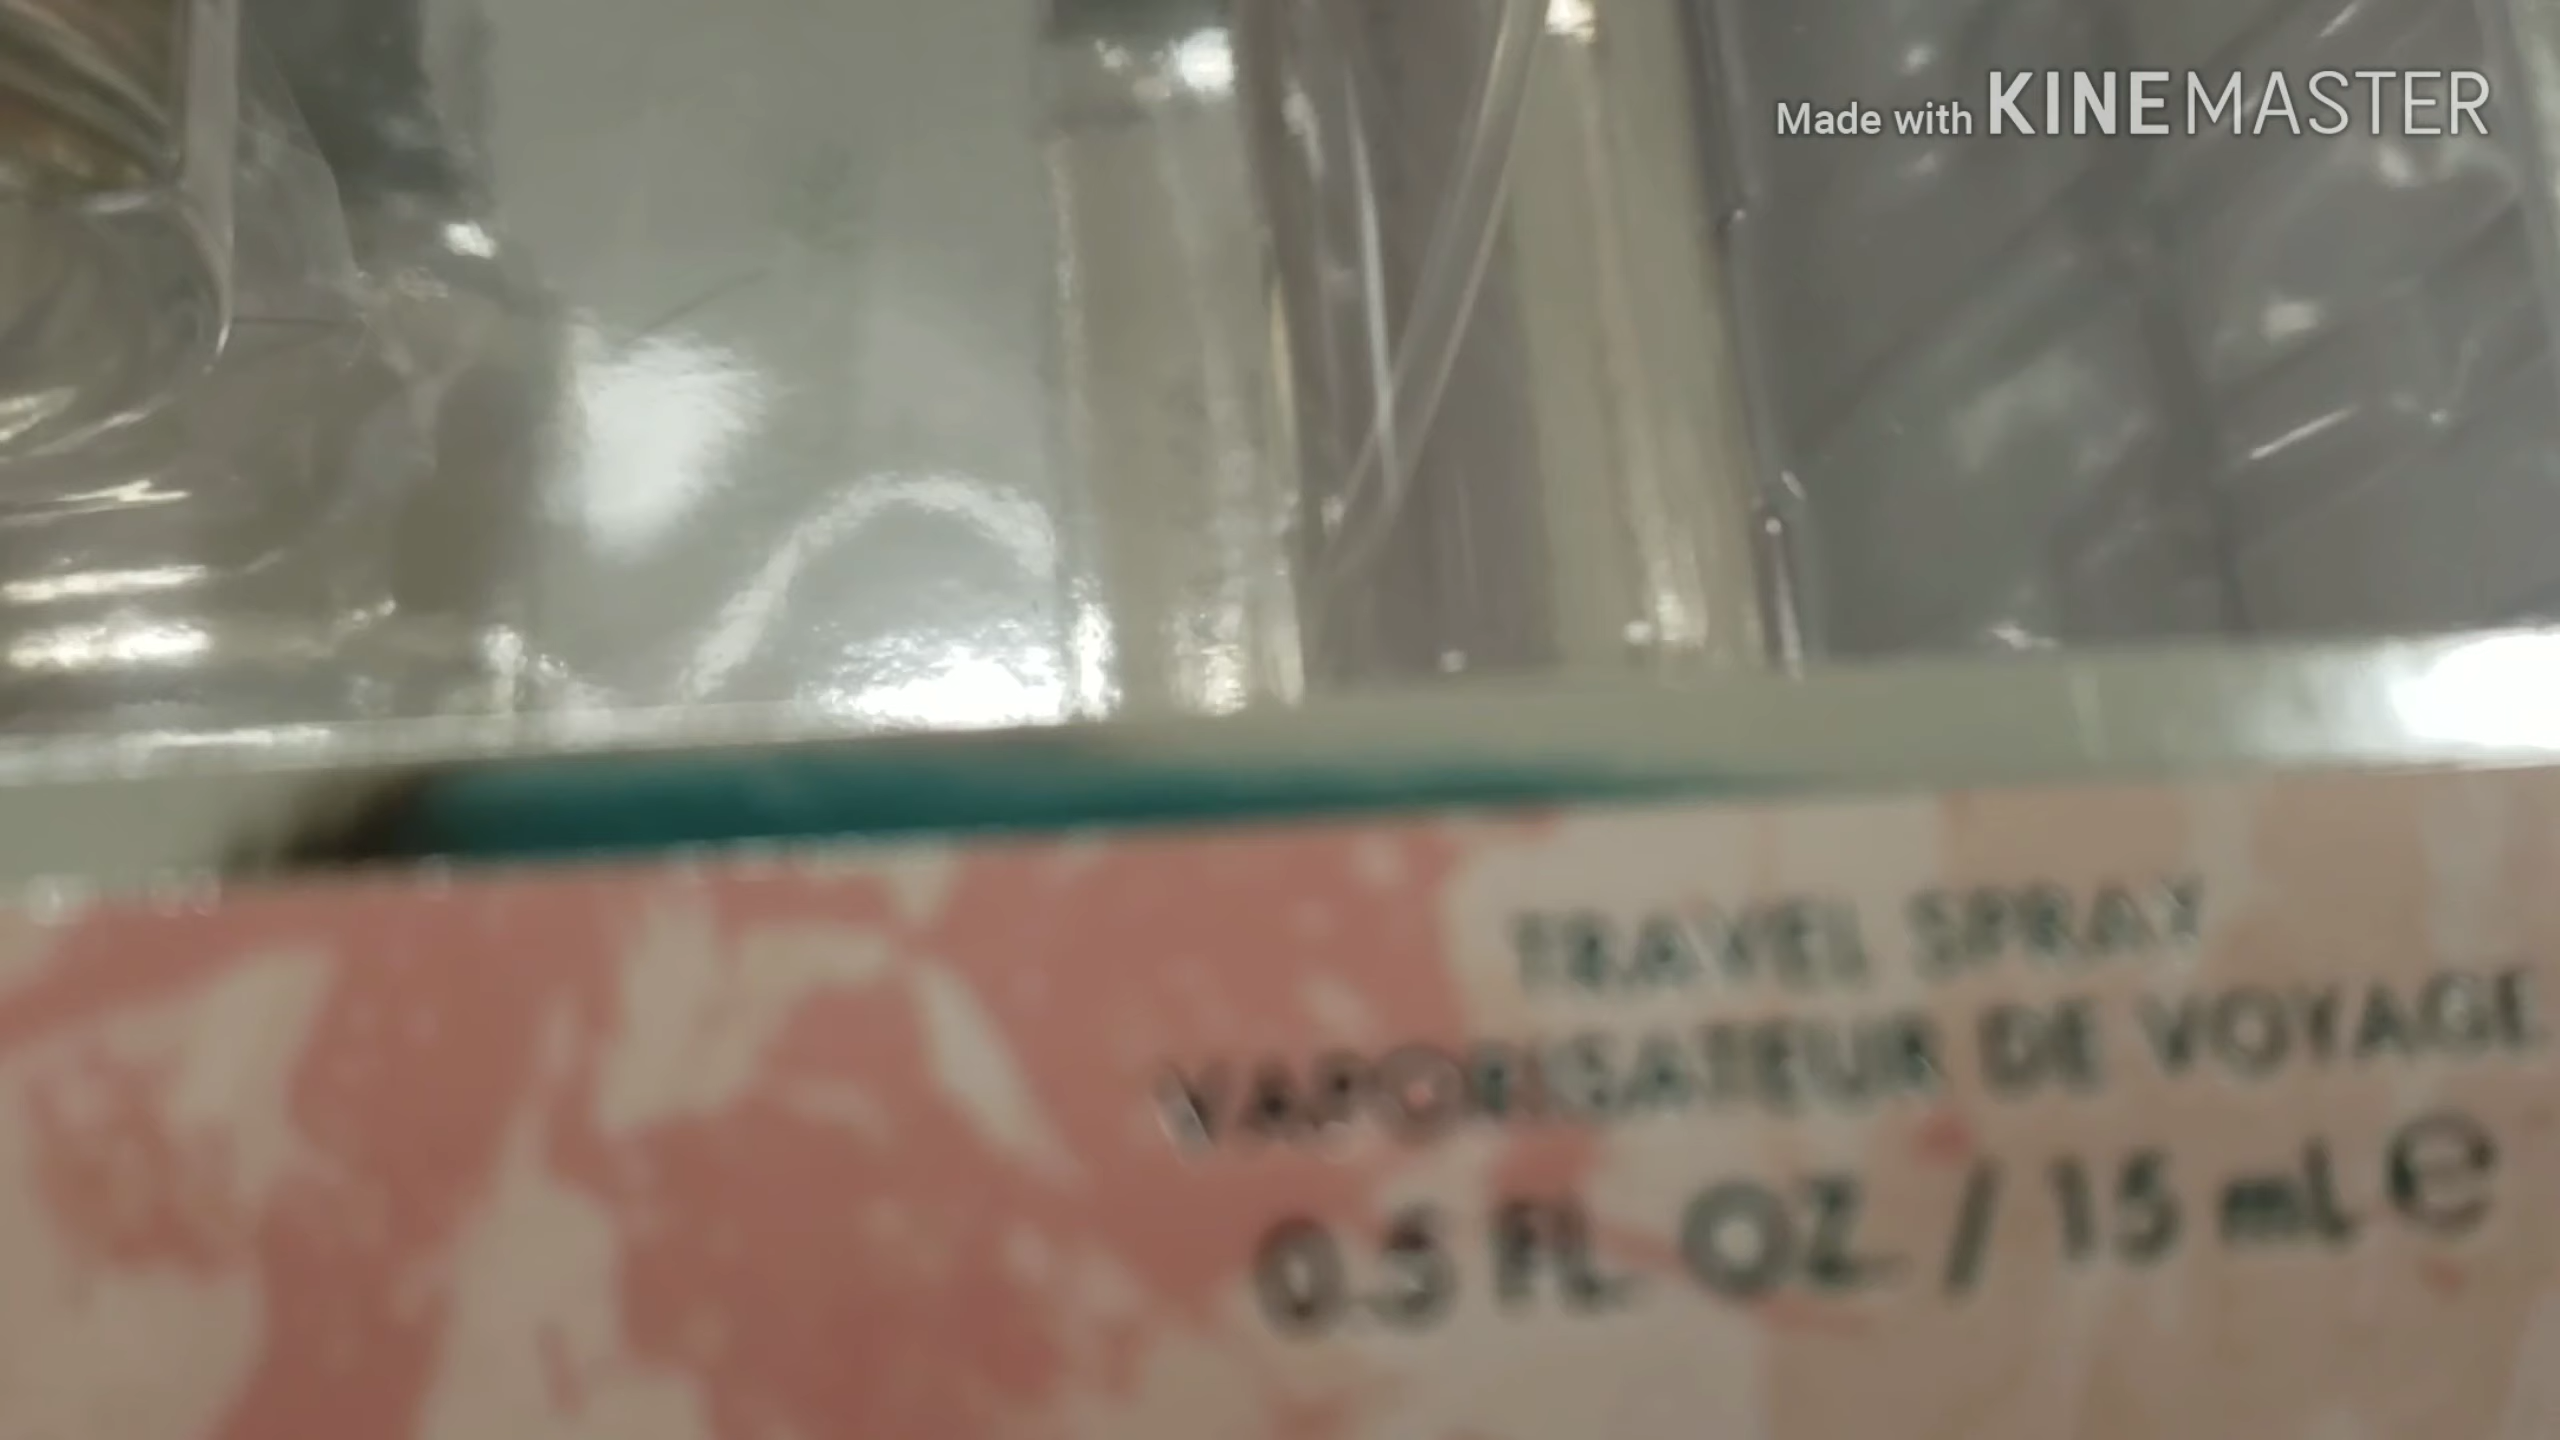 Made with KINEMASTER
TRAVEL SPRAY
VAPORISATEUR DE VOYAGE
0.5 FL OZ / 15 mL e